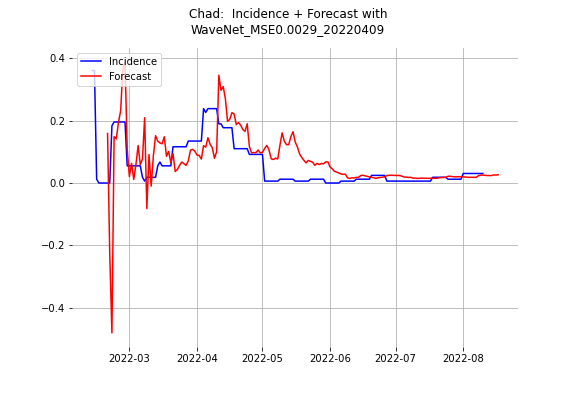 Chad:  Incidence + Forecast with
WaveNet_MSE0.0029_20220409
Incidence
Forecast
0.4
0.2
0.0
−0.2
−0.4
2022-03 2022-04 2022-05 2022-06 2022-07 2022-08